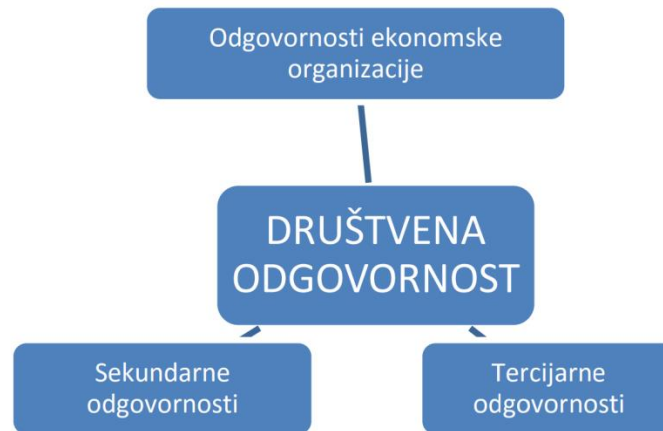 Odgovornosti ekonomske
organizacije
DRUŠTVENA
ODGOVORNOST
Sekundarne
odgovornosti
Tercijarne
odgovornosti